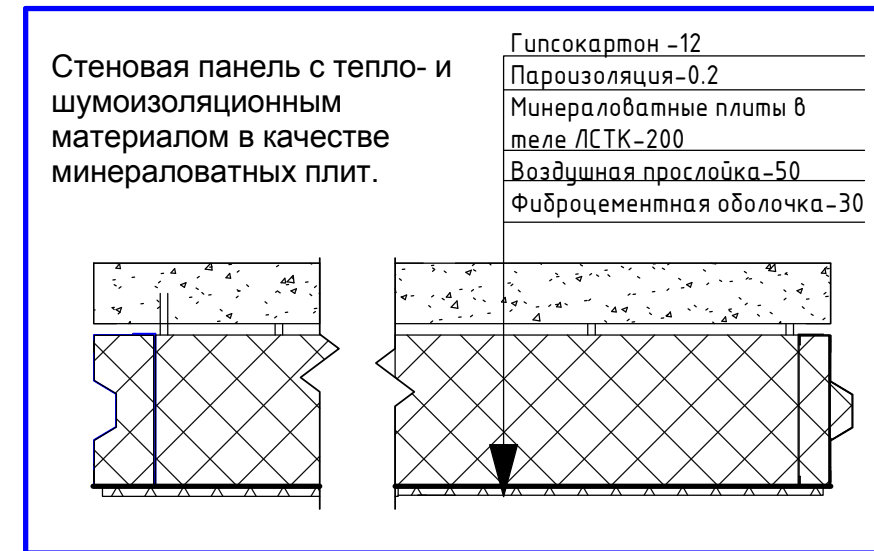 Стеновая панель с тепло- и
шумоизоляционным
материалом в качестве
минераловатных плит.
Гипсокартон -12
Пароизоляция-0.2
Минераловатные плиты в
теле ЛСТК-200
Воздушная прослойка-50
Фиброцементная оболочка-30